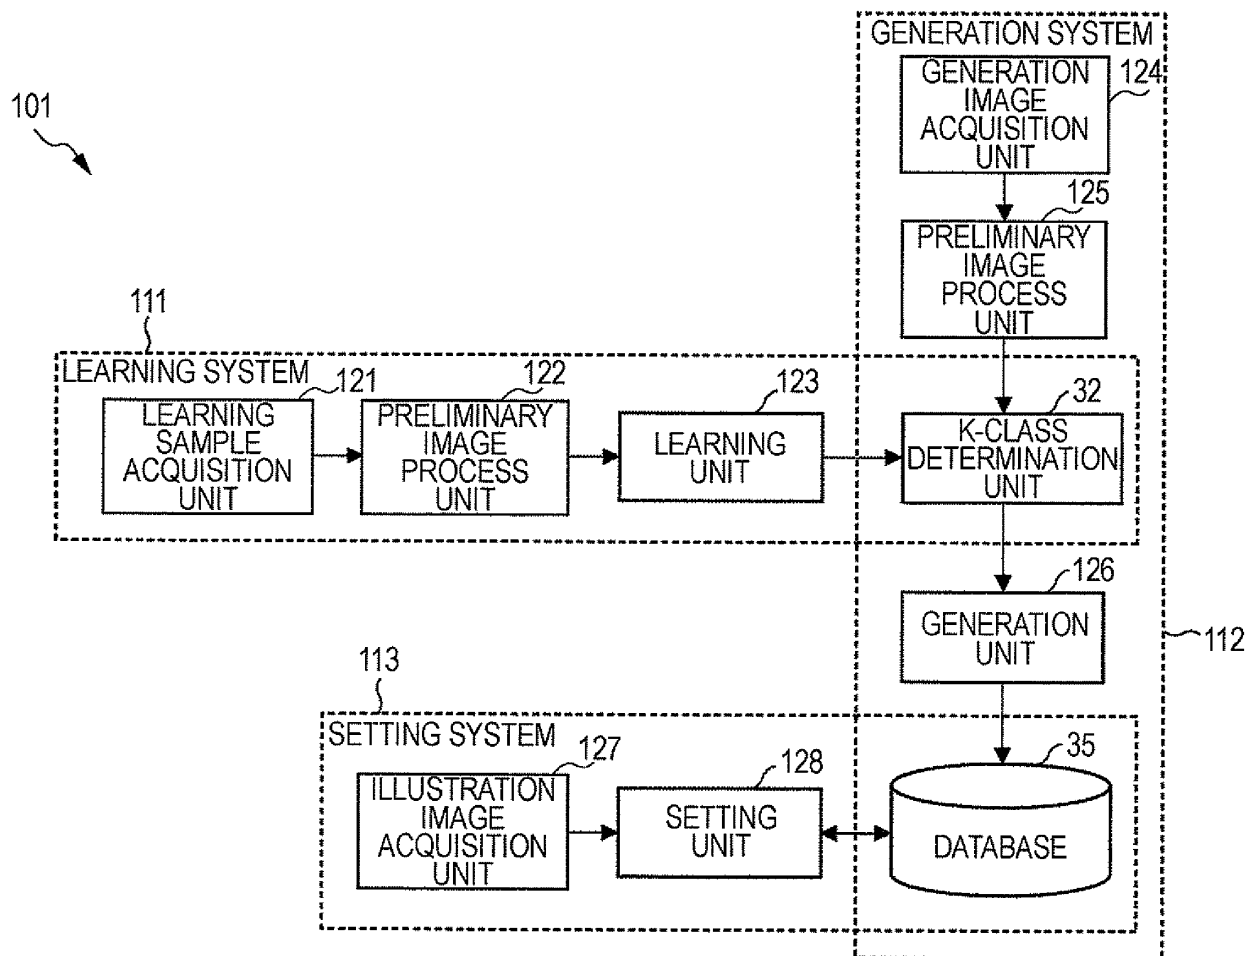 GENERATION SYSTEM
GENERATION
IMAGE
ACQUISITION
UNIT
124
101
125
PRELIMINARY
IMAGE
PROCESS
UNIT
111
LEARNING SYSTEM
121
LEARNING
SAMPLE
ACQUISITION
UNIT
122
PRELIMINARY
IMAGE
PROCESS
UNIT
123
LEARNING
UNIT
32
K-CLASS
DETERMINATION
UNIT
126
GENERATION
UNIT
112
113
SETTING SYSTEM
127
ILLUSTRATION
IMAGE
ACQUISITION
UNIT
128
SETTING
UNIT
35
DATABASE